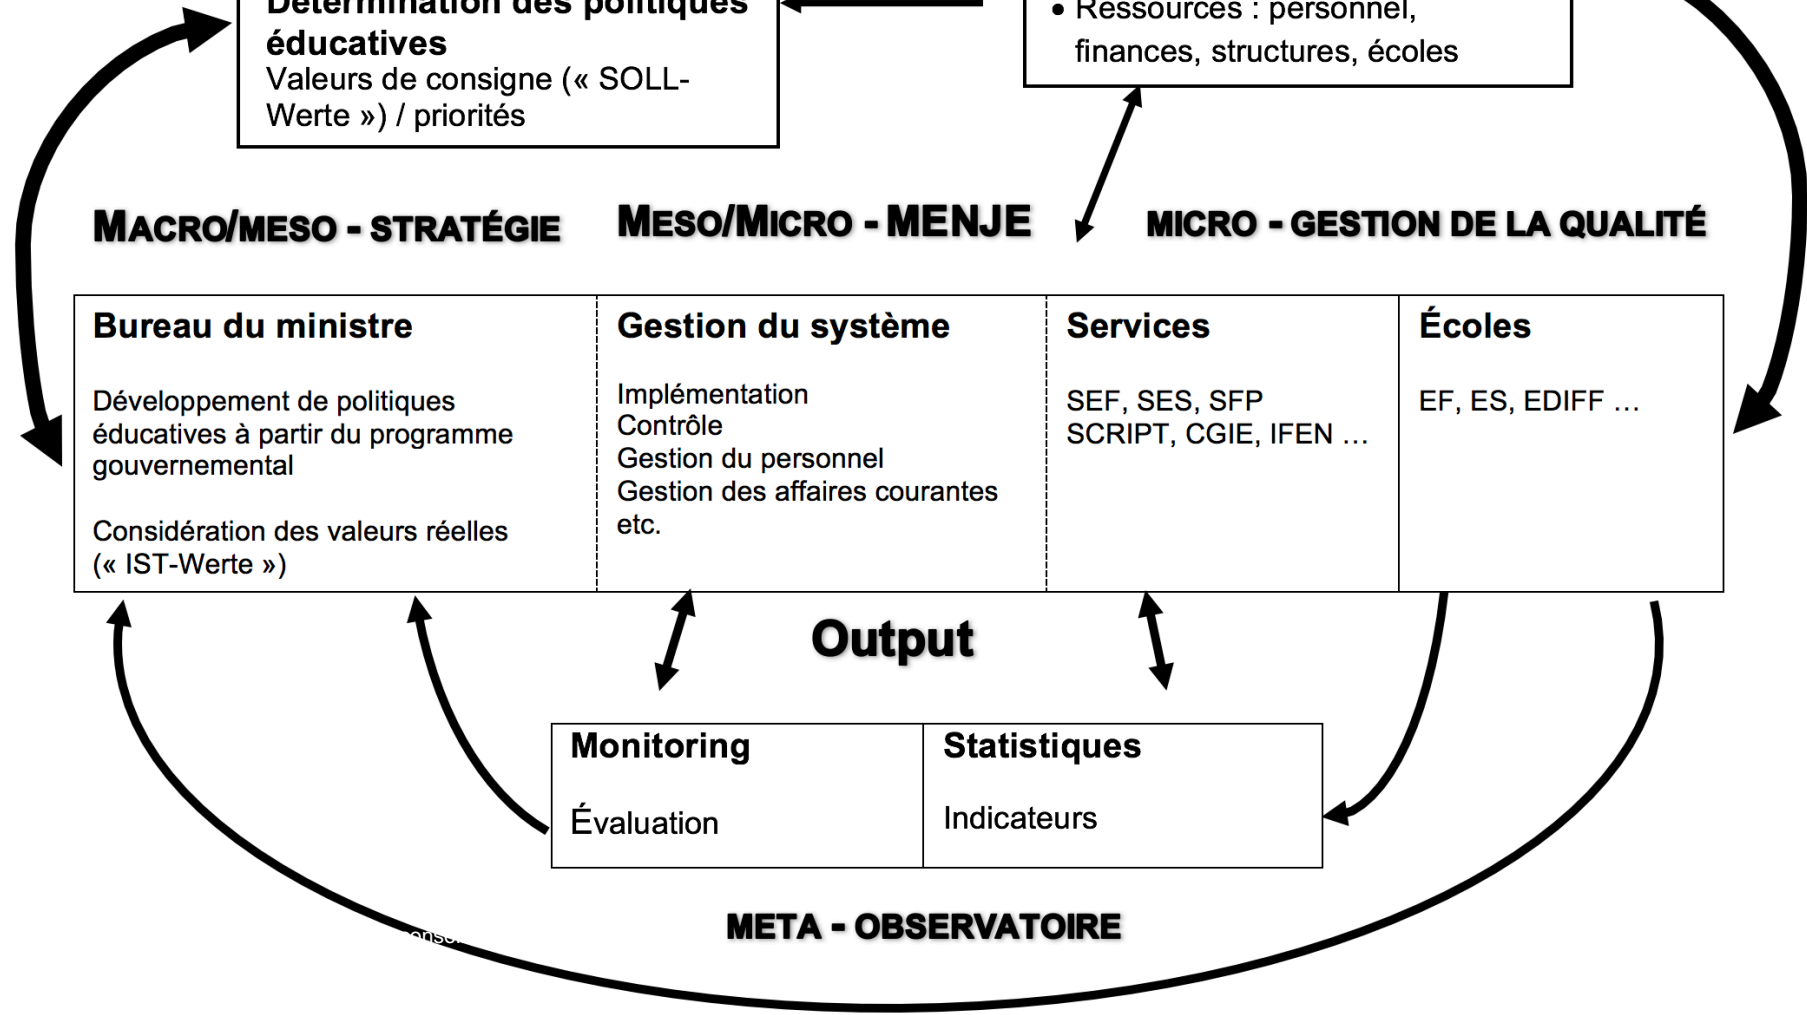 Détermination des politiques
éducatives
Valeurs de consigne (« SOLL-
Werte ») / priorités
• Ressources : personnel,
finances, structures, écoles
MACRO/MESO - STRATÉGIE
MESO/MICRO - MENJE
MICRO - GESTION DE LA QUALITÉ
Bureau du ministre
Développement de politiques
éducatives à partir du programme
gouvernemental
Considération des valeurs réelles
(« IST-Werte »)
Gestion du système
Implémentation
Contrôle
Gestion du personnel
Gestion des affaires courantes
etc.
Services
SEF, SES, SFP
SCRIPT, CGIE, IFEN …
Écoles
EF, ES, EDIFF …
Output
Monitoring
Évaluation
Statistiques
Indicateurs
META - OBSERVATOIRE